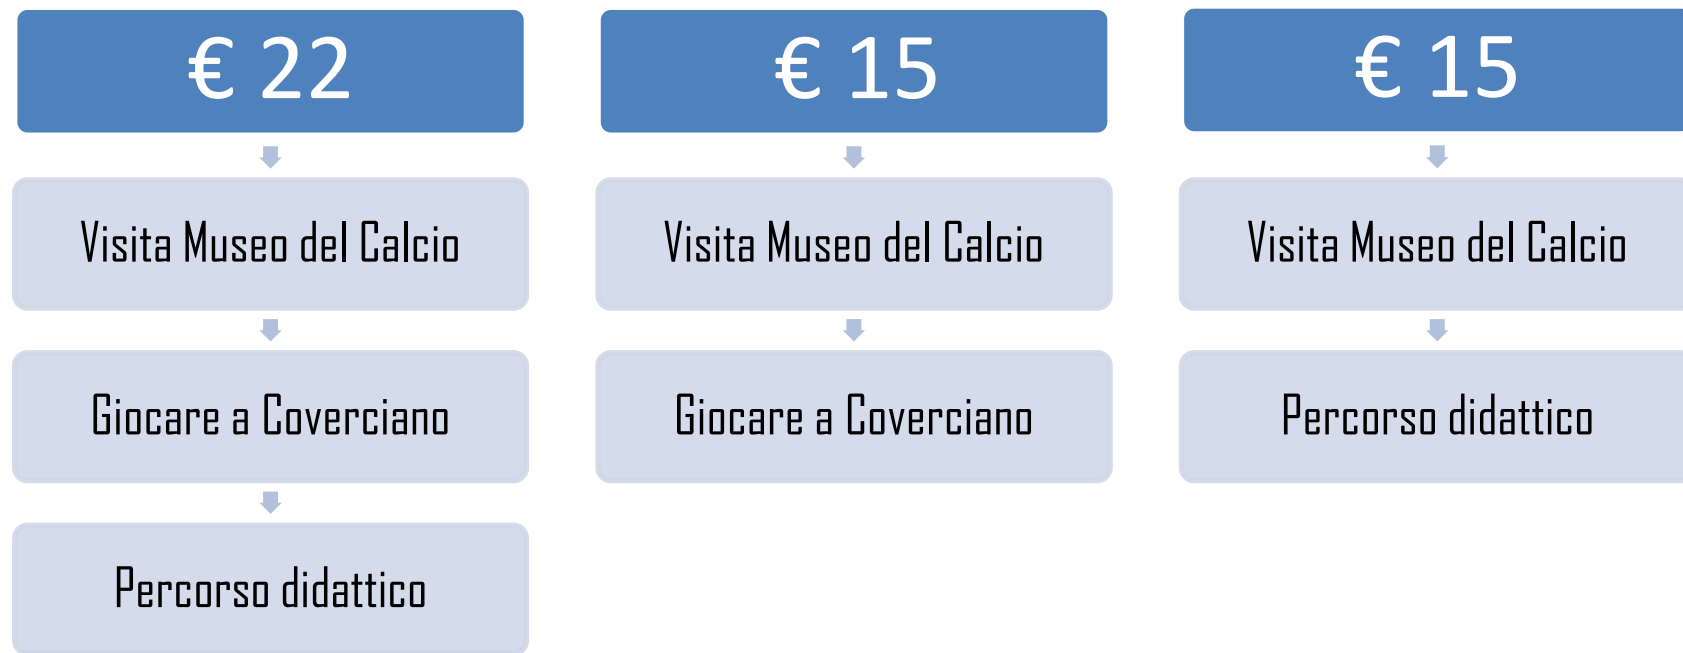 € 22
Visita Museo del Calcio
Giocare a Coverciano
Percorso didattico
€ 15
Visita Museo del Calcio
Giocare a Coverciano
€ 15
Visita Museo del Calcio
Percorso didattico